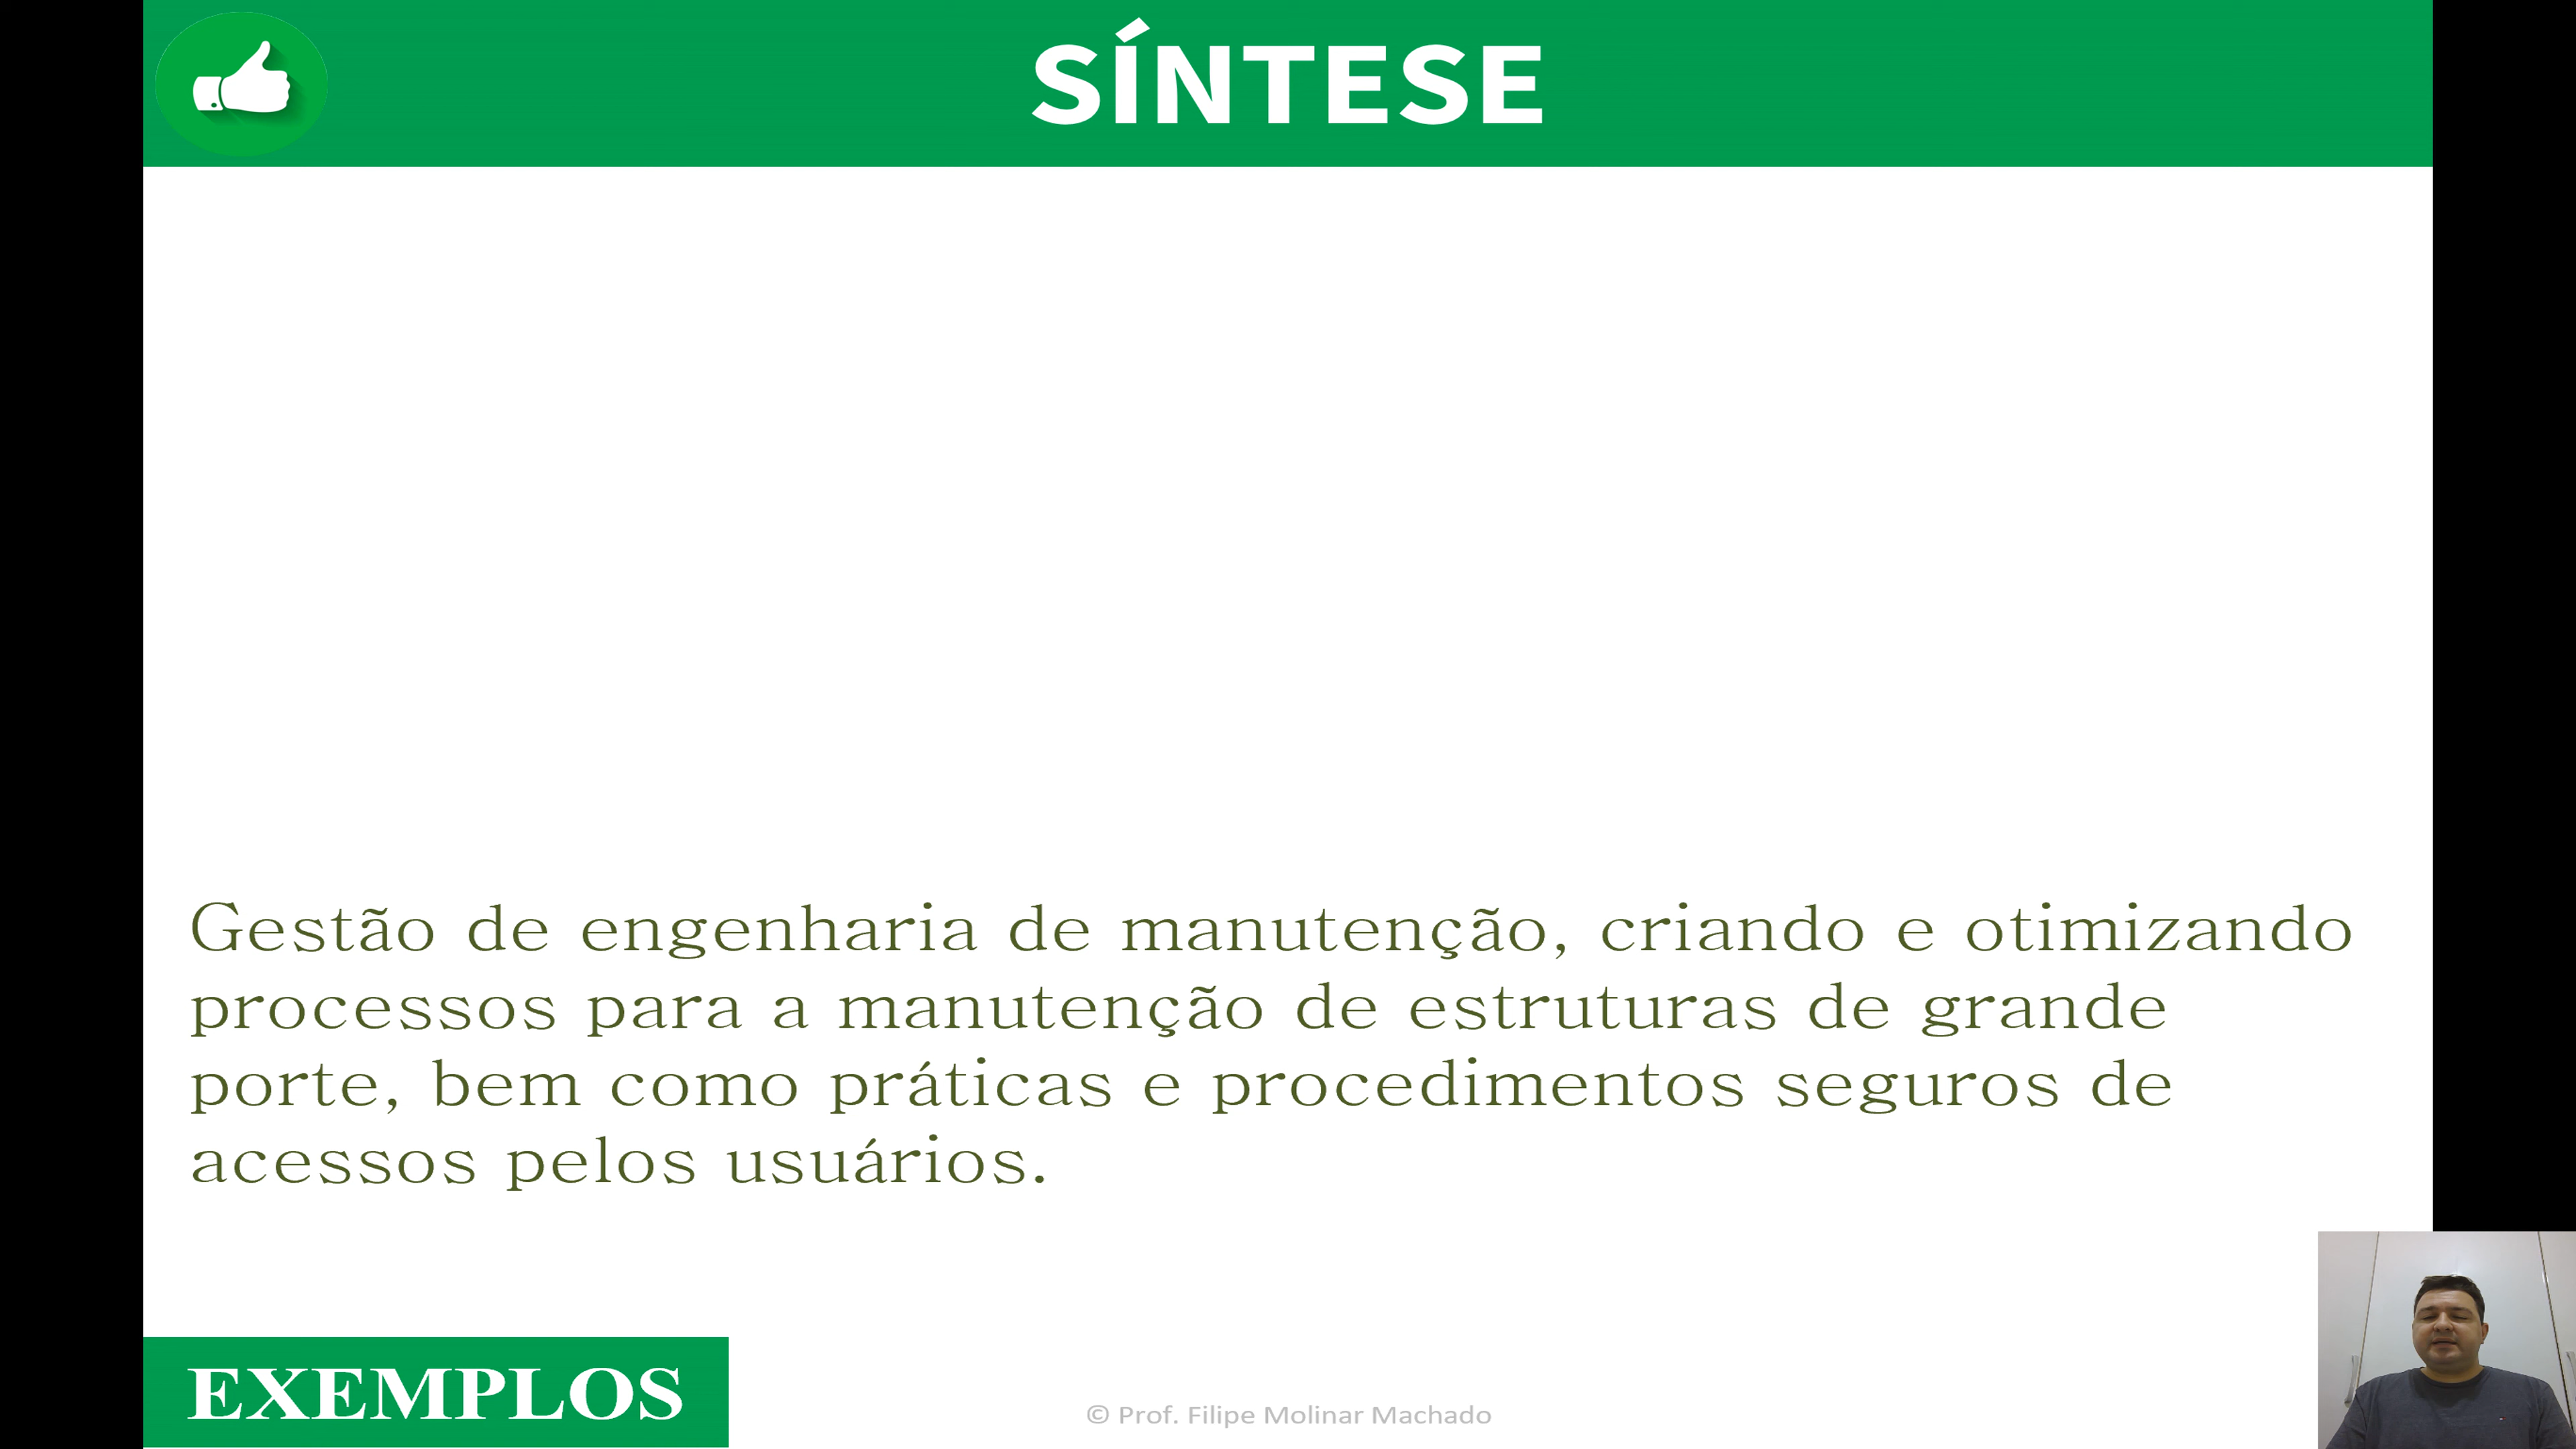 SÍNTESE
Gestão de engenharia de manutenção, criando e otimizando
processos para a manutenção de estruturas de grande
porte, bem como práticas e procedimentos seguros de
acessos pelos usuários.
EXEMPLOS
© Prof. Filipe Molinar Machado